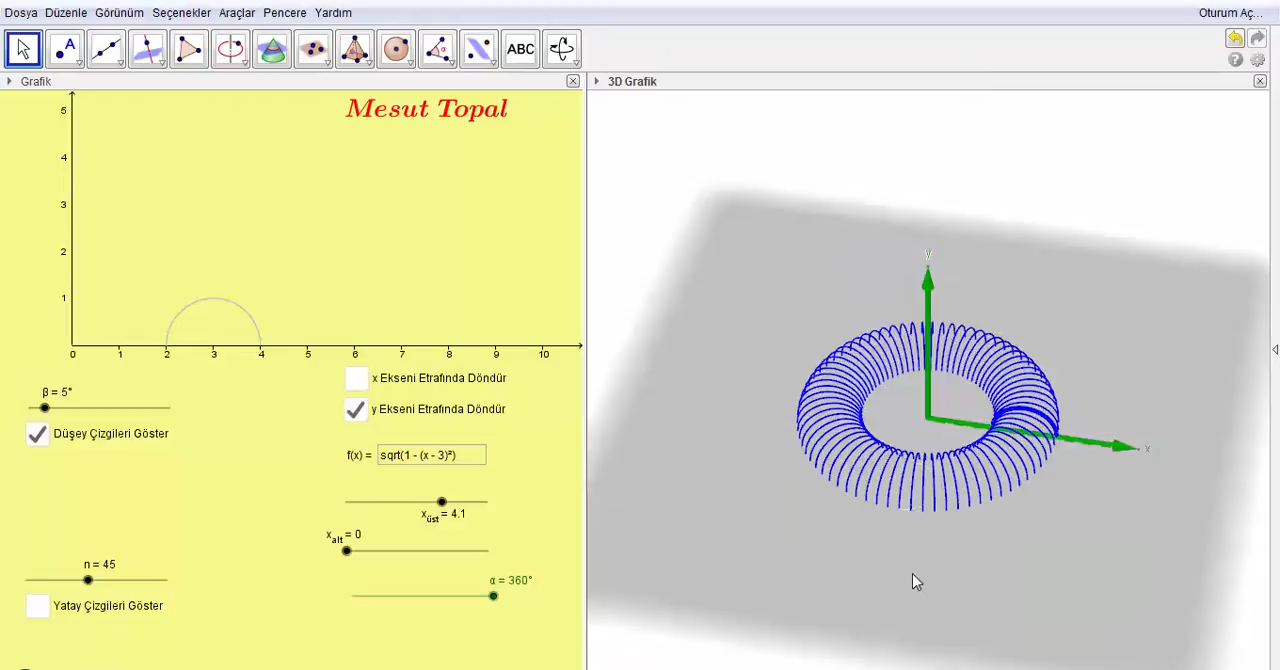 Dosya Düzenle Görünüm Seçenekler Araçlar Pencere Yardım Oturum Aç...
A α ABC
Grafik
3D Grafik
Mesut Topal
5
4
3
2
1
0 1 2 3 4 5 6 7 8 9 10
y
x
x Ekseni Etrafında Döndür
β = 5°
y Ekseni Etrafında Döndür
Düşey Çizgileri Göster
f(x) = sqrt(1 - (x - 3)²)
xüst = 4.1
xalt = 0
n = 45
α = 360°
Yatay Çizgileri Göster